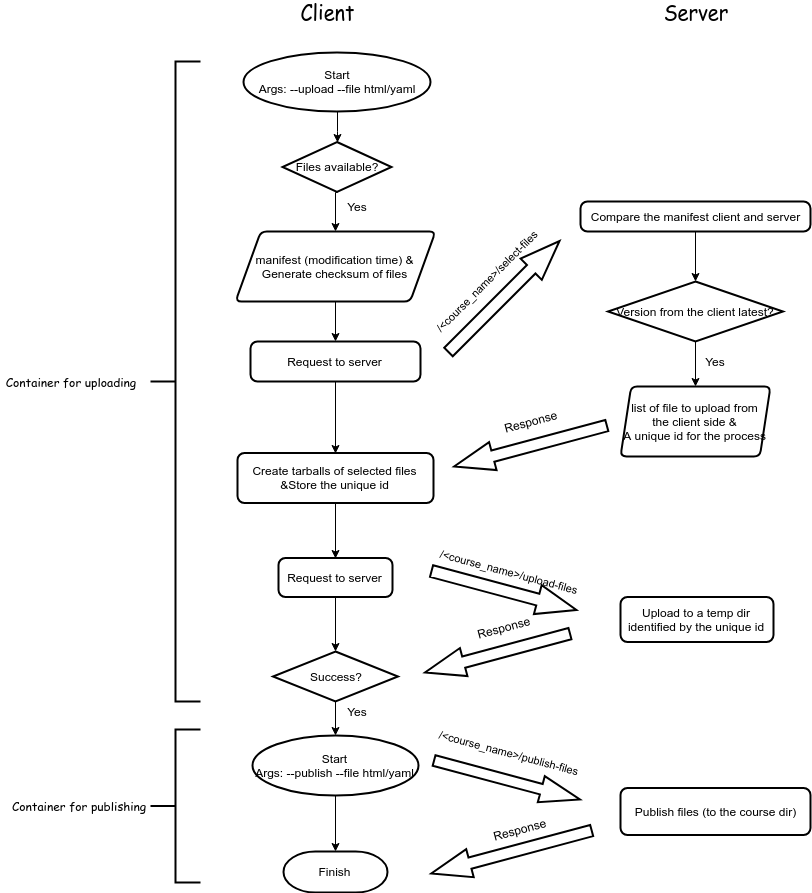 Client
Server
Start
Args: --upload --file html/yaml
Files available?
Yes
manifest (modification time) &
Generate checksum of files
/<course_name>/select-files
Compare the manifest client and server
Version from the client latest?
Yes
Request to server
Container for uploading
list of file to upload from
the client side &
A unique id for the process
Response
Create tarballs of selected files
&Store the unique id
/<course_name>/upload-files
Request to server
Upload to a temp dir
identified by the unique id
Response
Success?
Yes
Start
Args: --publish --file html/yaml
/<course_name>/publish-files
Container for publishing
Publish files (to the course dir)
Response
Finish